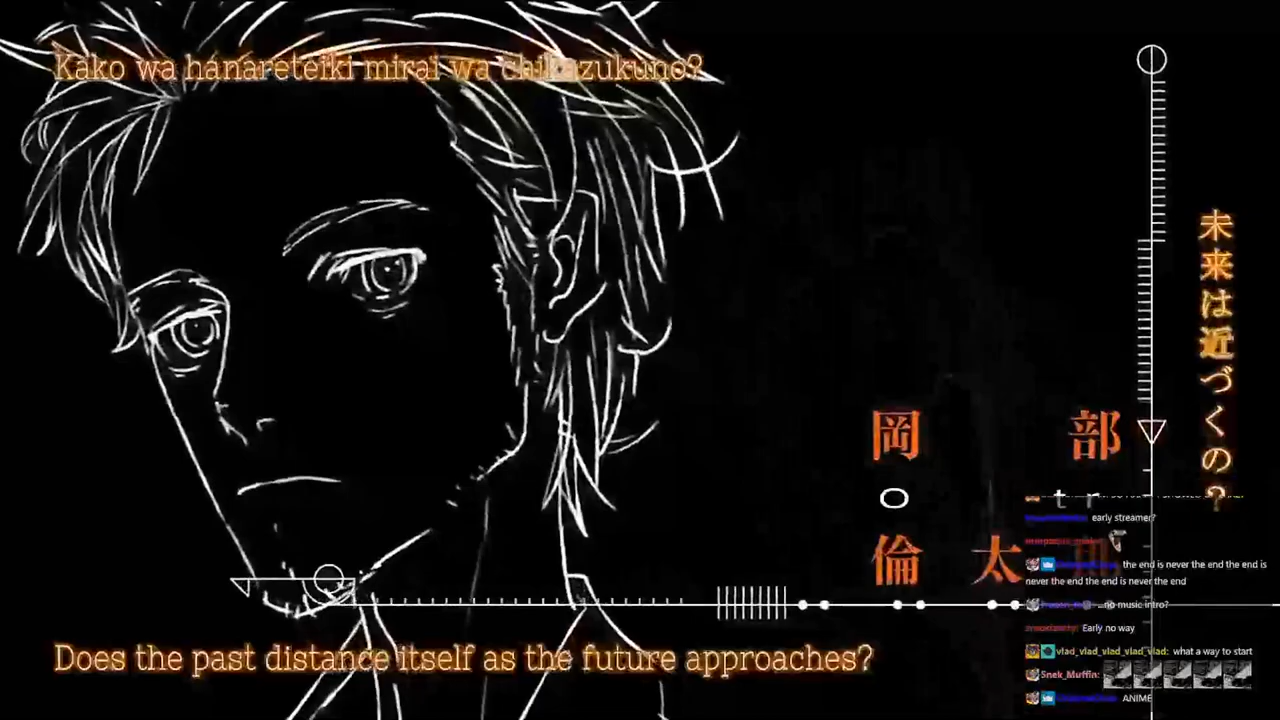 Kako wa hanareteiki mirai wa chikazukuno?
未来は近づくの?
岡 部
o t r
倫 太
early streamer?
the end is never the end the end is
never the end the end is never the end
...no music intro?
Early no way
vlad_vlad_vlad_vlad_vlad: what a way to start
Snek_Muffin:
ANIME
Does the past distance itself as the future approaches?